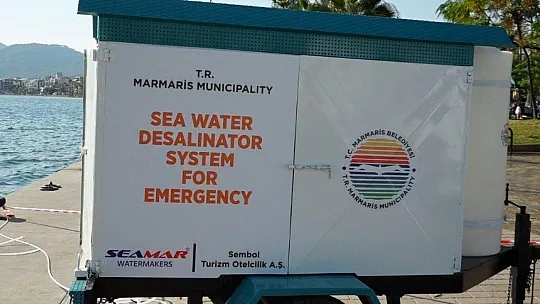 T.R.
MARMARIS MUNICIPALITY
SEA WATER
DESALINATOR
SYSTEM
FOR
EMERGENCY
SEAMAR
WATERMAKERS
Sembol
Turizm Otelcilik A.Ş.
T.C. MARMARİS BELEDİYESİ
T.R. MARMARIS MUNICIPALITY